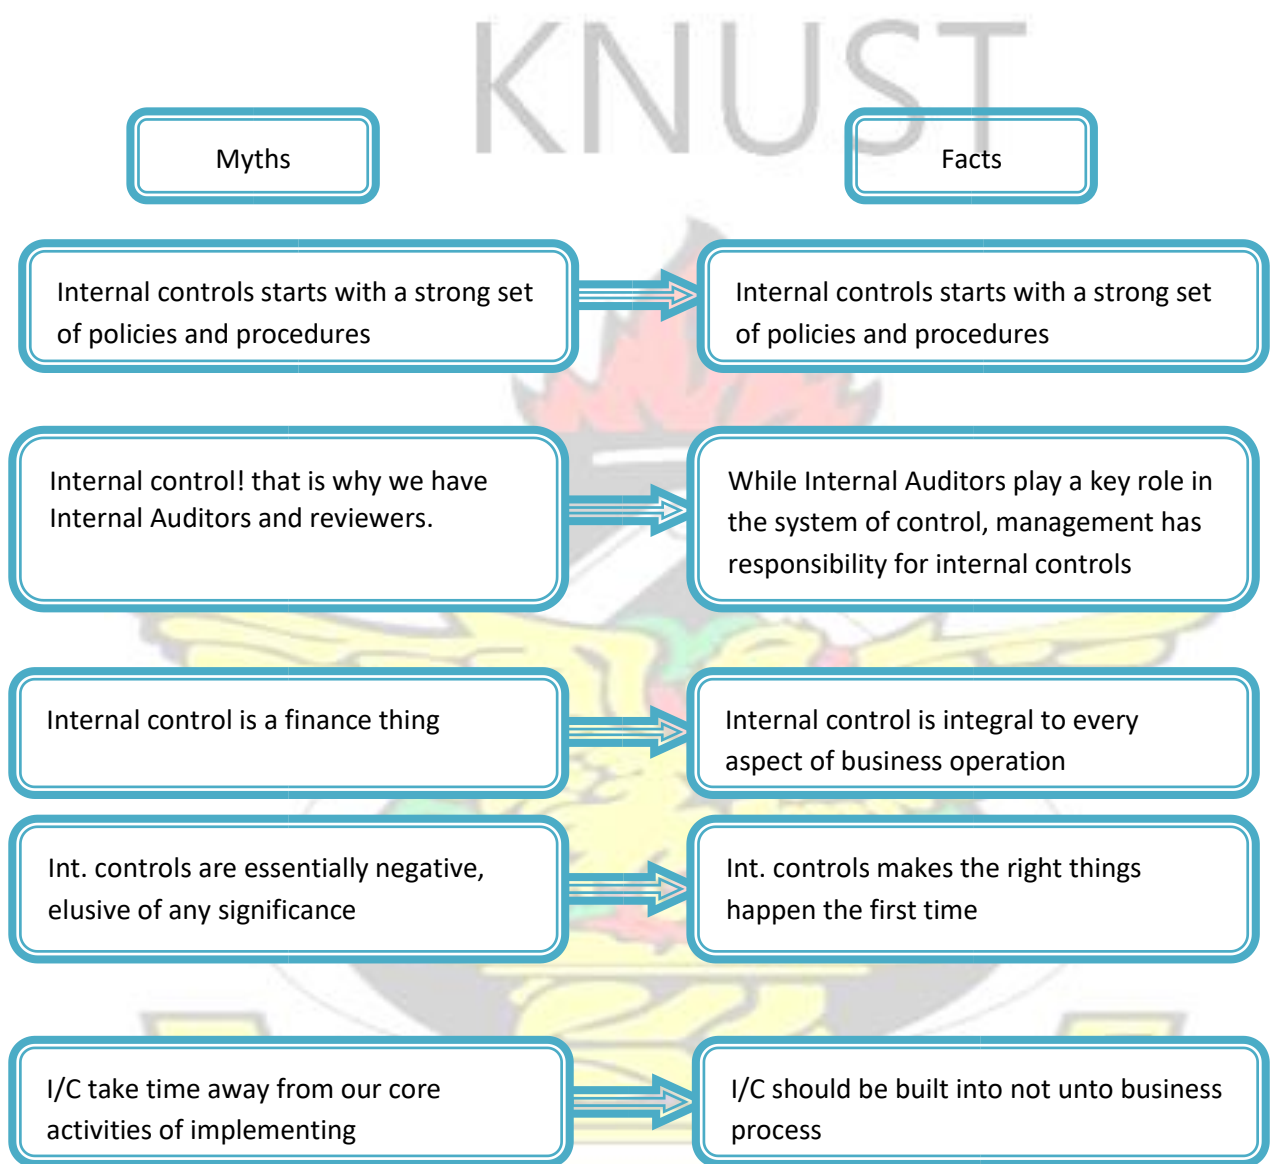 KNUST
Myths
Facts
Internal controls starts with a strong set
of policies and procedures
Internal controls starts with a strong set
of policies and procedures
Internal control! that is why we have
Internal Auditors and reviewers.
While Internal Auditors play a key role in
the system of control, management has
responsibility for internal controls
Internal control is a finance thing
Internal control is integral to every
aspect of business operation
Int. controls are essentially negative,
elusive of any significance
Int. controls makes the right things
happen the first time
I/C take time away from our core
activities of implementing
I/C should be built into not unto business
process